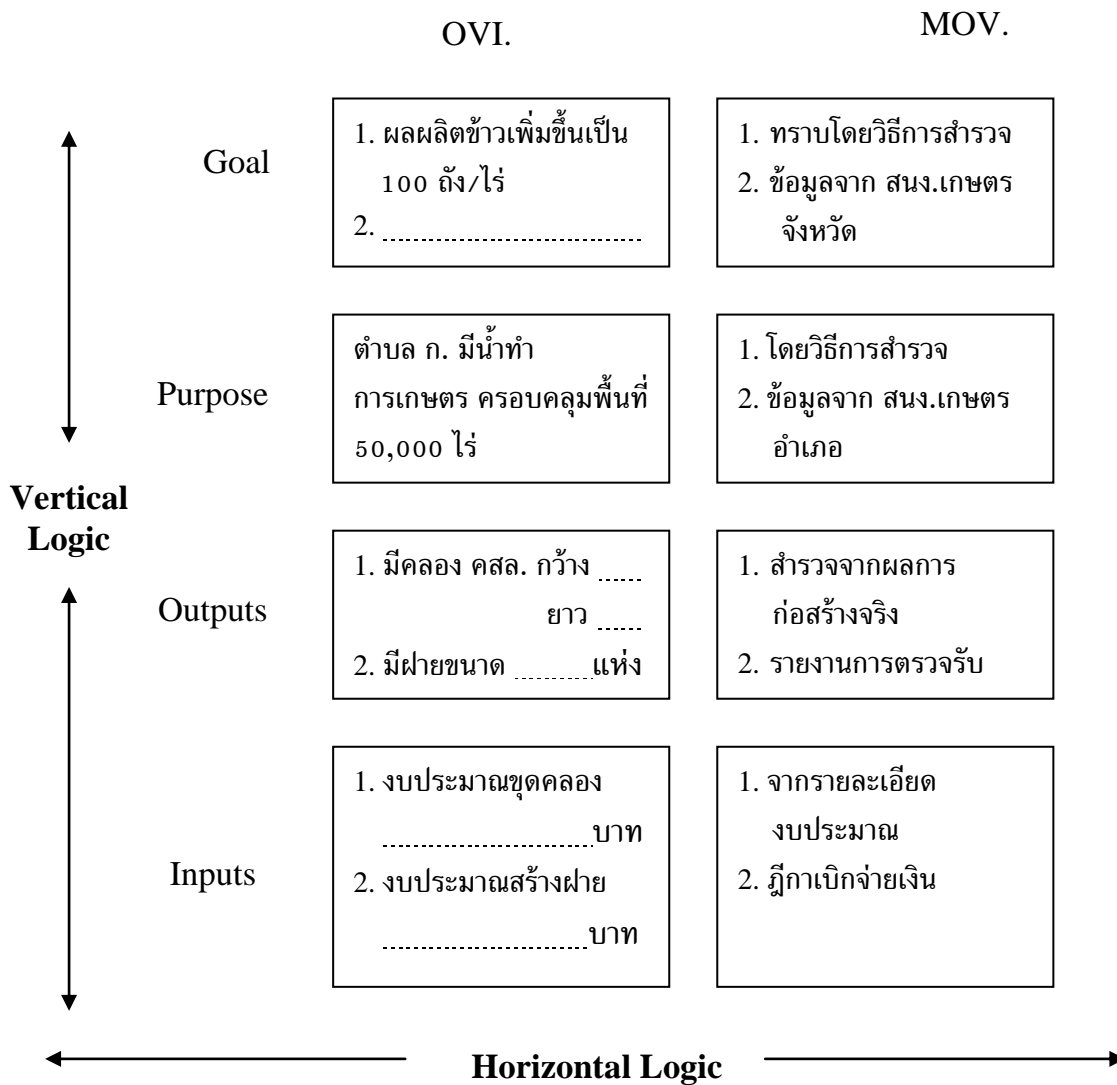 OVI.
MOV.
Goal
1. ผลผลิตข้าวเพิ่มขึ้นเป็น
100 ถัง/ไร่
2. ........................................
1. ทราบโดยวิธีการสำรวจ
2. ข้อมูลจาก สนง.เกษตร
จังหวัด
Purpose
ตำบล ก. มีน้ำทำ
การเกษตร ครอบคลุมพื้นที่
50,000 ไร่
1. โดยวิธีการสำรวจ
2. ข้อมูลจาก สนง.เกษตร
อำเภอ
Vertical
Logic
Outputs
1. มีคลอง คสล. กว้าง .....
ยาว .....
2. มีฝายขนาด ........... แห่ง
1. สำรวจจากผลการ
ก่อสร้างจริง
2. รายงานการตรวจรับ
Inputs
1. งบประมาณขุดคลอง
................................ บาท
2. งบประมาณสร้างฝาย
................................ บาท
1. จากรายละเอียด
งบประมาณ
2. ฎีกาเบิกจ่ายเงิน
Horizontal Logic